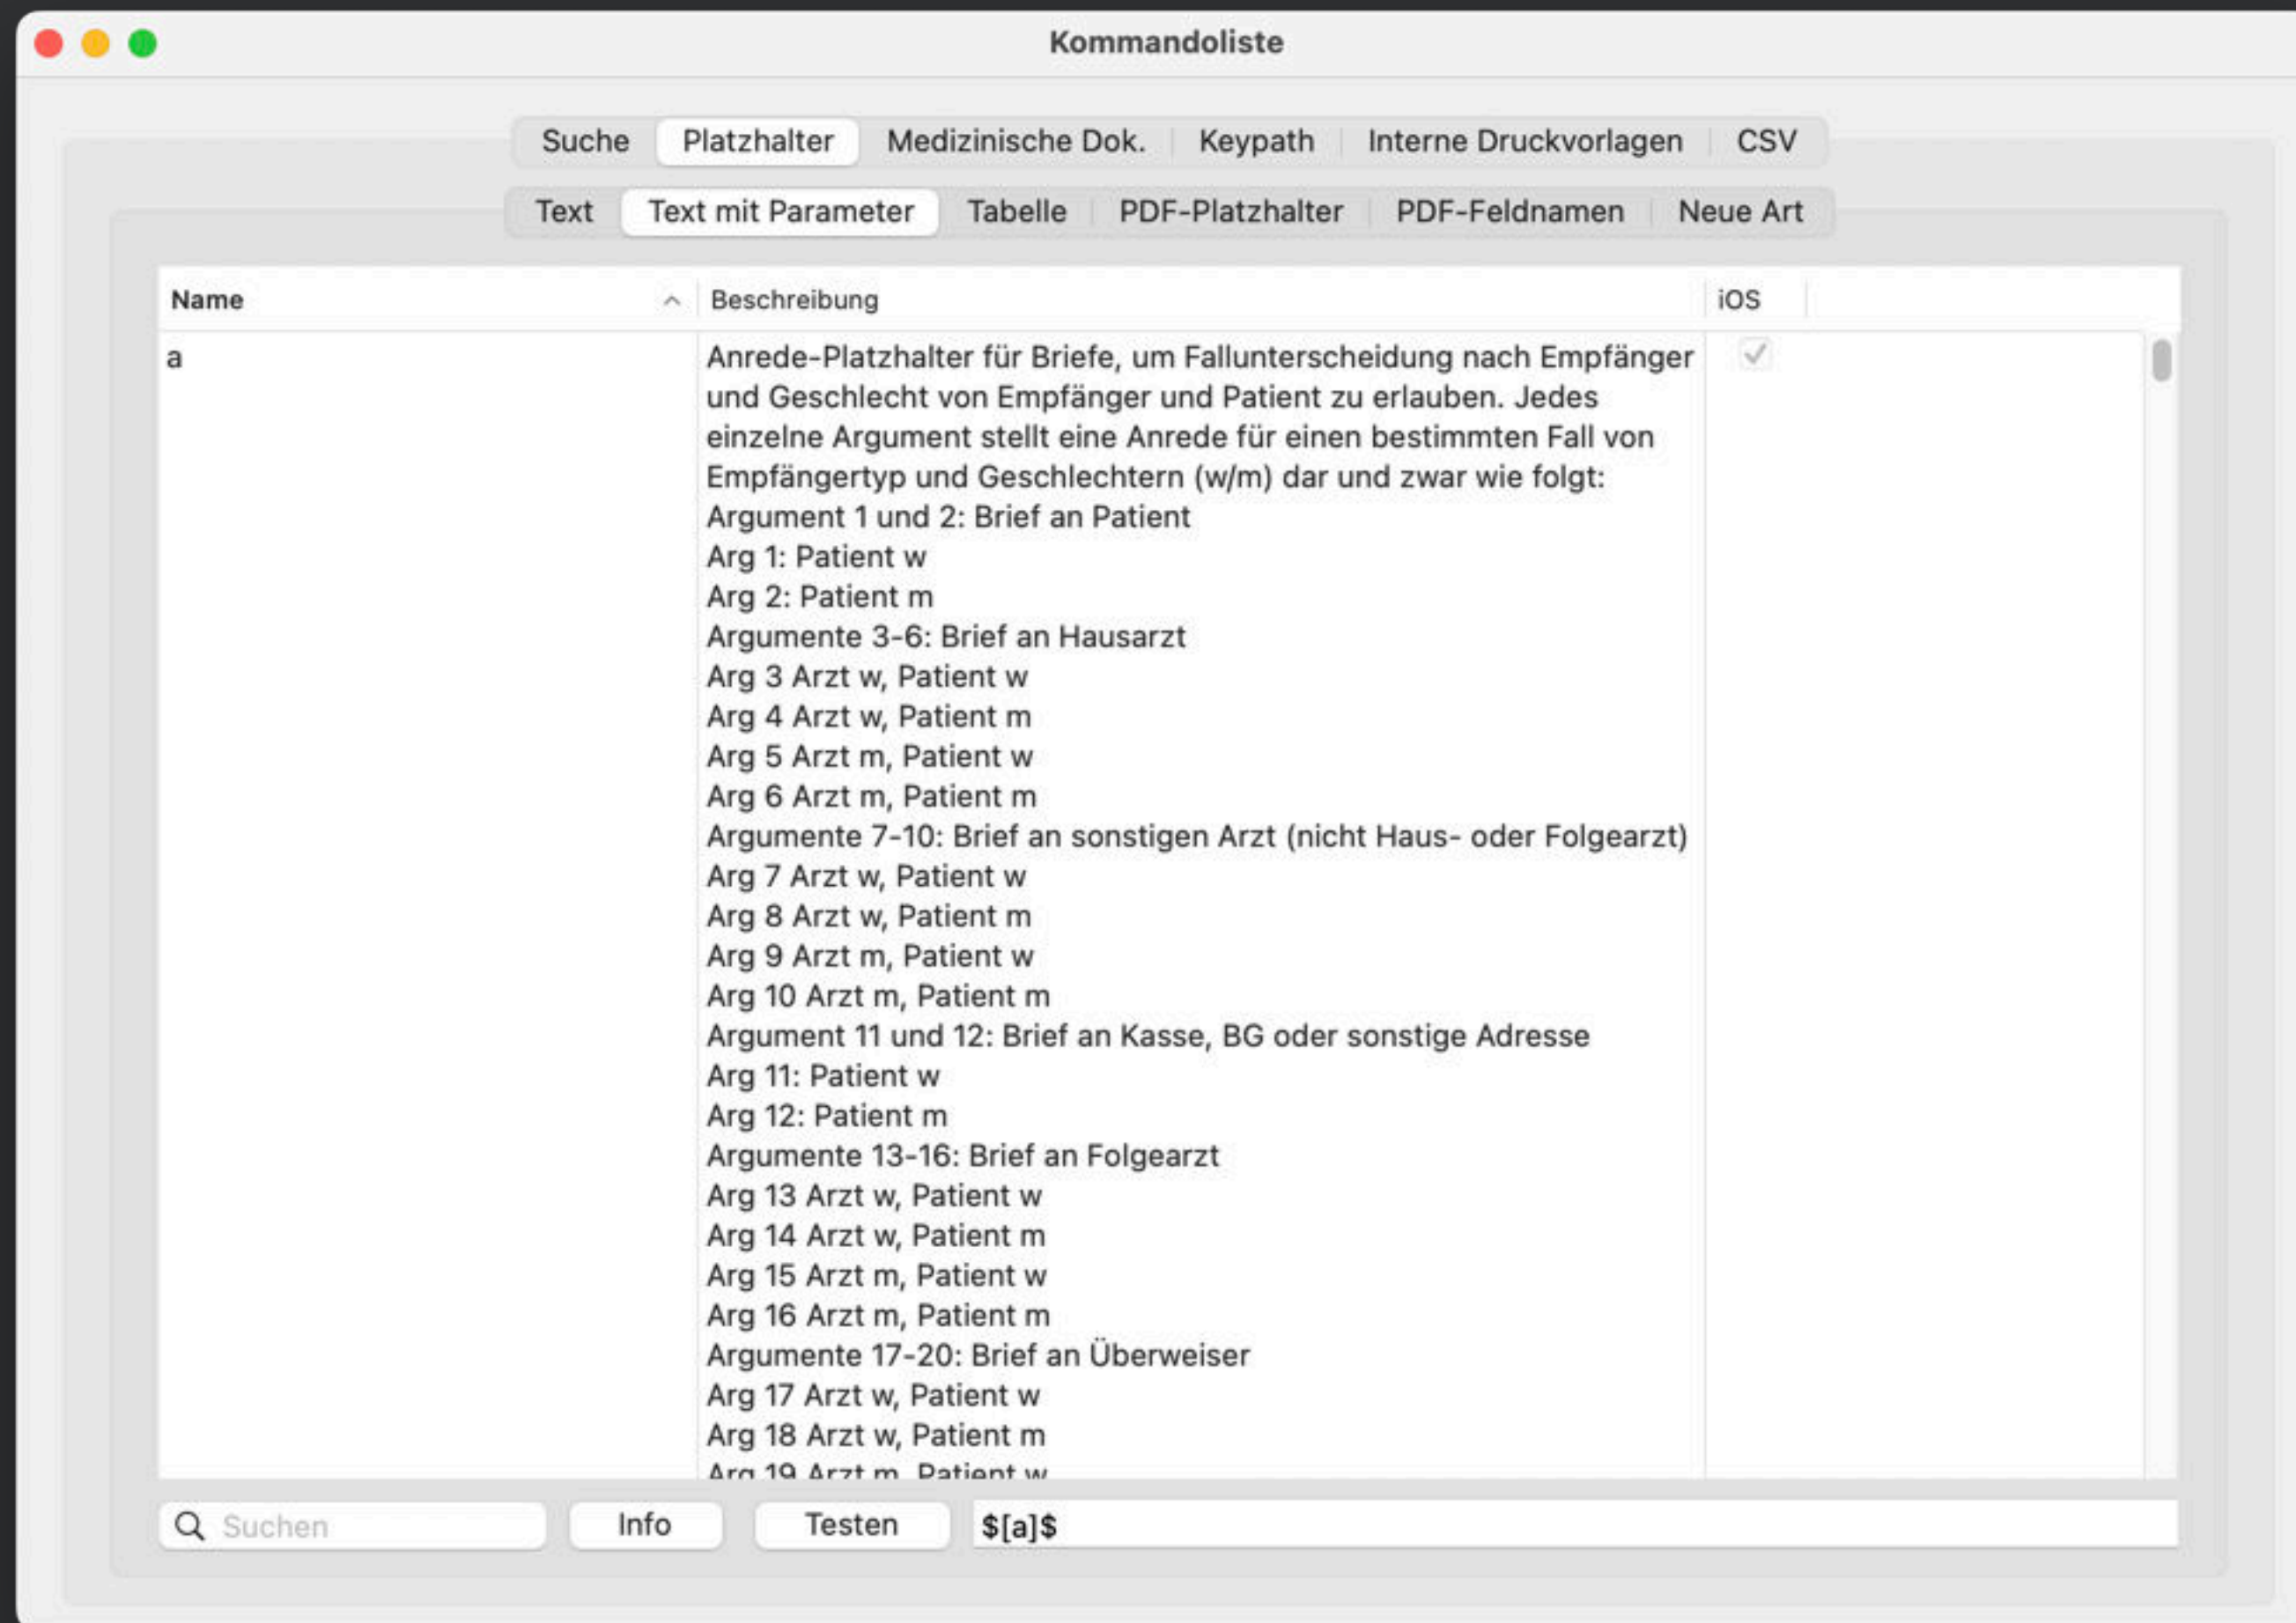 Kommandoliste
Suche Platzhalter Medizinische Dok. Keypath Interne Druckvorlagen CSV
Text Text mit Parameter Tabelle PDF-Platzhalter PDF-Feldnamen Neue Art
Name Beschreibung iOS
a Anrede-Platzhalter für Briefe, um Fallunterscheidung nach Empfänger
und Geschlecht von Empfänger und Patient zu erlauben. Jedes
einzelne Argument stellt eine Anrede für einen bestimmten Fall von
Empfängertyp und Geschlechtern (w/m) dar und zwar wie folgt:
Argument 1 und 2: Brief an Patient
Arg 1: Patient w
Arg 2: Patient m
Argumente 3-6: Brief an Hausarzt
Arg 3 Arzt w, Patient w
Arg 4 Arzt w, Patient m
Arg 5 Arzt m, Patient w
Arg 6 Arzt m, Patient m
Argumente 7-10: Brief an sonstigen Arzt (nicht Haus- oder Folgearzt)
Arg 7 Arzt w, Patient w
Arg 8 Arzt w, Patient m
Arg 9 Arzt m, Patient w
Arg 10 Arzt m, Patient m
Argument 11 und 12: Brief an Kasse, BG oder sonstige Adresse
Arg 11: Patient w
Arg 12: Patient m
Argumente 13-16: Brief an Folgearzt
Arg 13 Arzt w, Patient w
Arg 14 Arzt w, Patient m
Arg 15 Arzt m, Patient w
Arg 16 Arzt m, Patient m
Argumente 17-20: Brief an Überweiser
Arg 17 Arzt w, Patient w
Arg 18 Arzt w, Patient m
Arg 19 Arzt m, Patient w
Suchen Info Testen $[a]$